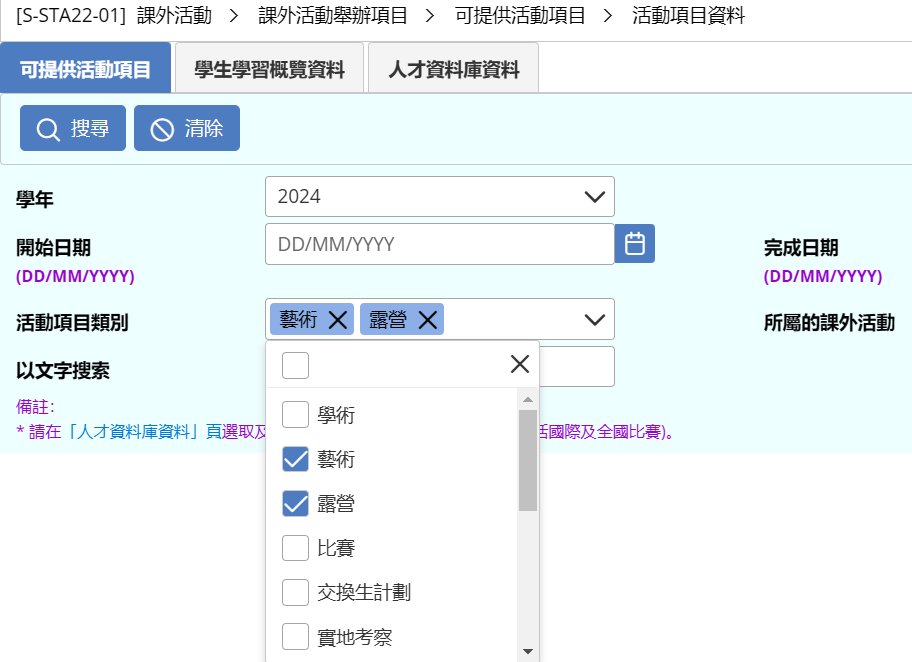 [S-STA22-01] 課外活動 > 課外活動舉辦項目 > 可提供活動項目 > 活動項目資料
可提供活動項目 學生學習概覽資料 人才資料庫資料
搜尋 清除
學年 2024
開始日期 DD/MM/YYYY 完成日期
(DD/MM/YYYY) (DD/MM/YYYY)
活動項目類別 藝術 露營 所屬的課外活動
以文字搜索
備註:
* 請在「人才資料庫資料」頁選取及 國際及全國比賽)。
學術
藝術
露營
比賽
交換生計劃
實地考察